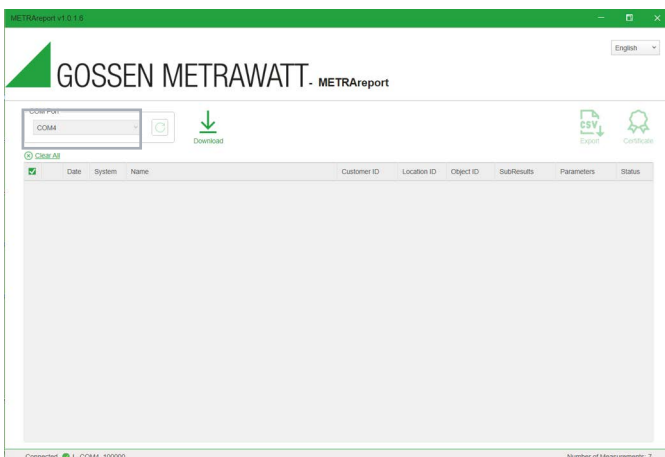 METRAreport v1.0.1.6
English
GOSSEN METRAWATT - METRAreport
COM Port
COM4
Download
CSV
Export
Certificate
Clear All
Date System Name Customer ID Location ID Object ID SubResults Parameters Status
Connected | COM4, 100000 Number of Measurements: 7